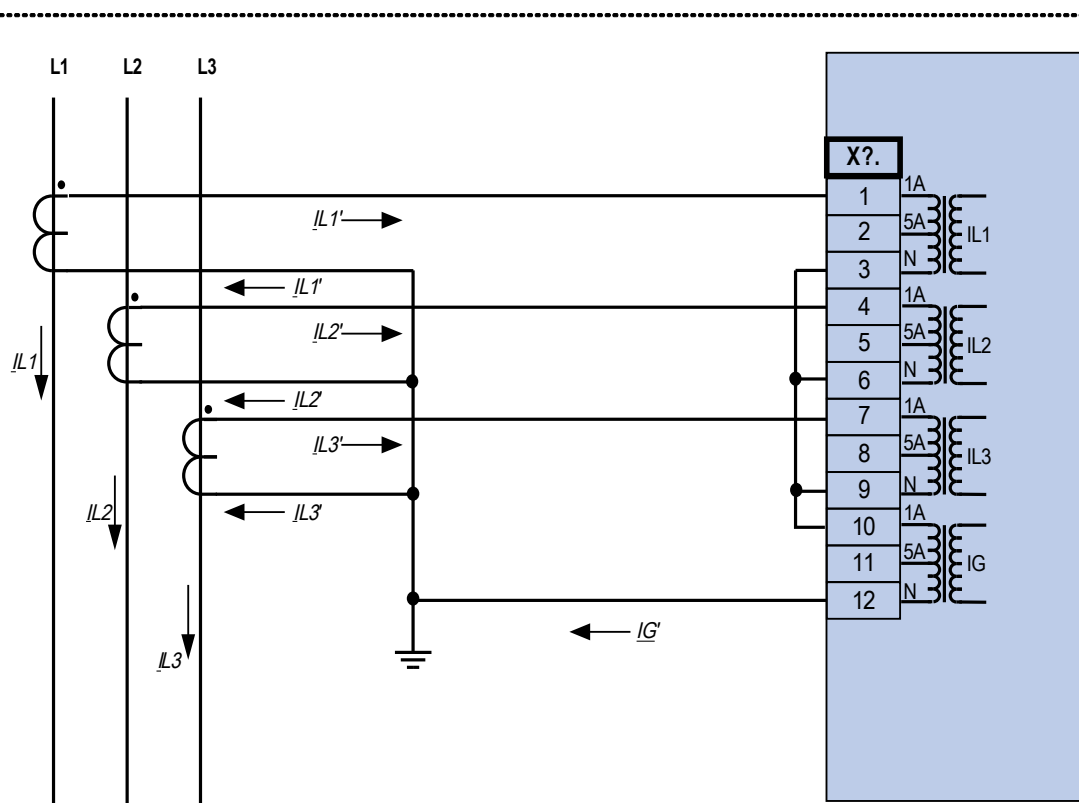 L1 L2 L3
X?.
1 1A
IL1'
2 5A IL1
3 N
IL1'
4 1A
IL2'
5 5A IL2
IL1
6 N
IL2'
7 1A
IL3'
8 5A IL3
9 N
IL2 IL3'
10 1A
11 5A IG
12 N
IG'
IL3